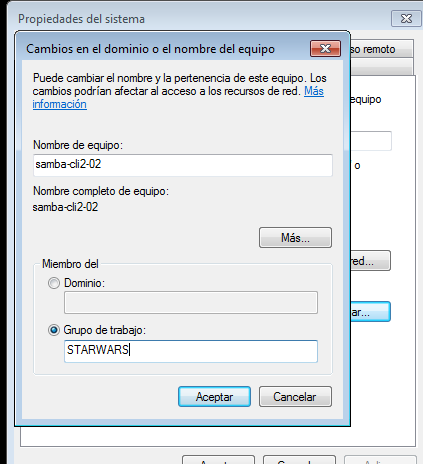 Propiedades del sistema
Cambios en el dominio o el nombre del equipo
so remoto
Puede cambiar el nombre y la pertenencia de este equipo. Los
cambios podrían afectar al acceso a los recursos de red. Más
información
equipo
Nombre de equipo:
samba-cli2-02
o
Nombre completo de equipo:
samba-cli2-02
Más...
red...
Miembro del
Dominio:
ar...
Grupo de trabajo:
STARWARS
Aceptar
Cancelar